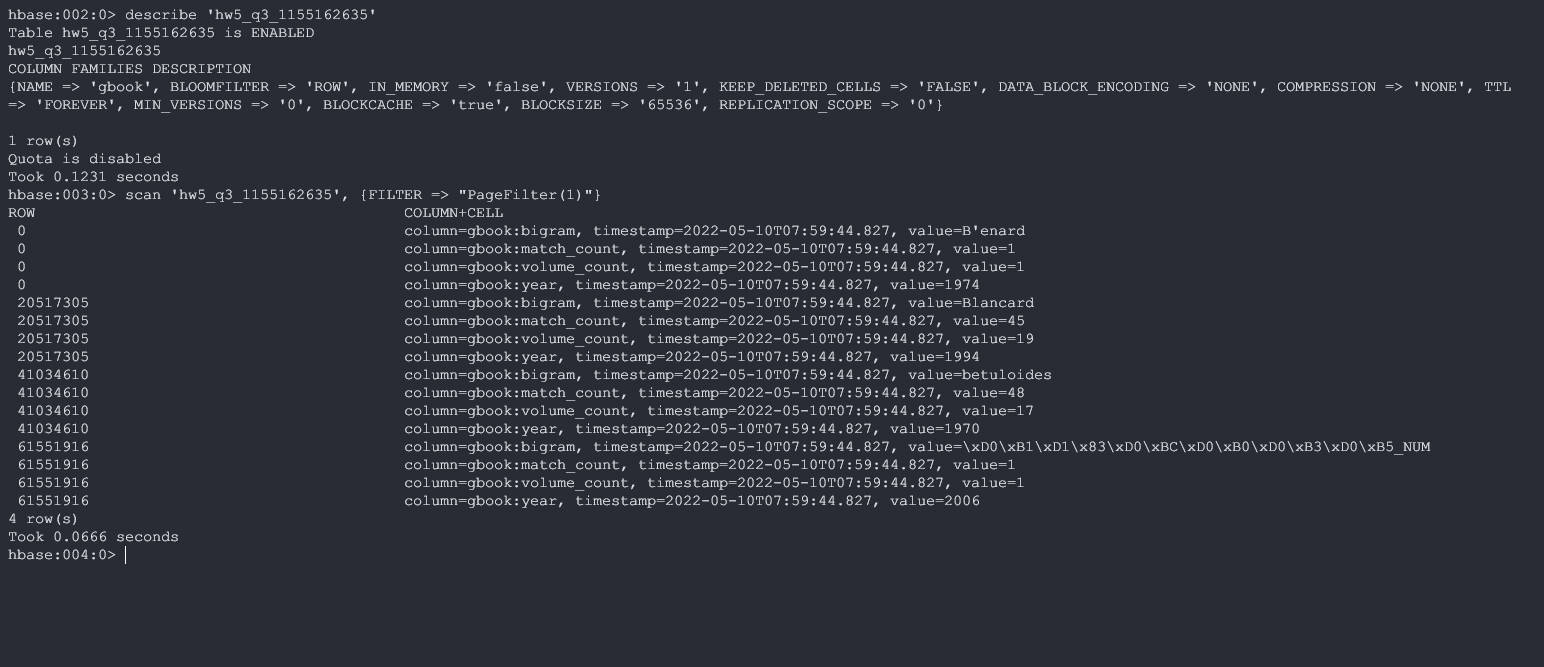 hbase:002:0> describe 'hw5_q3_1155162635'
Table hw5_q3_1155162635 is ENABLED
hw5_q3_1155162635
COLUMN FAMILIES DESCRIPTION
{NAME => 'gbook', BLOOMFILTER => 'ROW', IN_MEMORY => 'false', VERSIONS => '1', KEEP_DELETED_CELLS => 'FALSE', DATA_BLOCK_ENCODING => 'NONE', COMPRESSION => 'NONE', TTL
=> 'FOREVER', MIN_VERSIONS => '0', BLOCKCACHE => 'true', BLOCKSIZE => '65536', REPLICATION_SCOPE => '0'}
1 row(s)
Quota is disabled
Took 0.1231 seconds
hbase:003:0> scan 'hw5_q3_1155162635', {FILTER => "PageFilter(1)"}
ROW COLUMN+CELL
0 column=gbook:bigram, timestamp=2022-05-10T07:59:44.827, value=B'enard
0 column=gbook:match_count, timestamp=2022-05-10T07:59:44.827, value=1
0 column=gbook:volume_count, timestamp=2022-05-10T07:59:44.827, value=1
0 column=gbook:year, timestamp=2022-05-10T07:59:44.827, value=1974
20517305 column=gbook:bigram, timestamp=2022-05-10T07:59:44.827, value=Blancard
20517305 column=gbook:match_count, timestamp=2022-05-10T07:59:44.827, value=45
20517305 column=gbook:volume_count, timestamp=2022-05-10T07:59:44.827, value=19
20517305 column=gbook:year, timestamp=2022-05-10T07:59:44.827, value=1994
41034610 column=gbook:bigram, timestamp=2022-05-10T07:59:44.827, value=betuloides
41034610 column=gbook:match_count, timestamp=2022-05-10T07:59:44.827, value=48
41034610 column=gbook:volume_count, timestamp=2022-05-10T07:59:44.827, value=17
41034610 column=gbook:year, timestamp=2022-05-10T07:59:44.827, value=1970
61551916 column=gbook:bigram, timestamp=2022-05-10T07:59:44.827, value=\xD0\xB1\xD1\x83\xD0\xBC\xD0\xB0\xD0\xB3\xD0\xB5_NUM
61551916 column=gbook:match_count, timestamp=2022-05-10T07:59:44.827, value=1
61551916 column=gbook:volume_count, timestamp=2022-05-10T07:59:44.827, value=1
61551916 column=gbook:year, timestamp=2022-05-10T07:59:44.827, value=2006
4 row(s)
Took 0.0666 seconds
hbase:004:0>